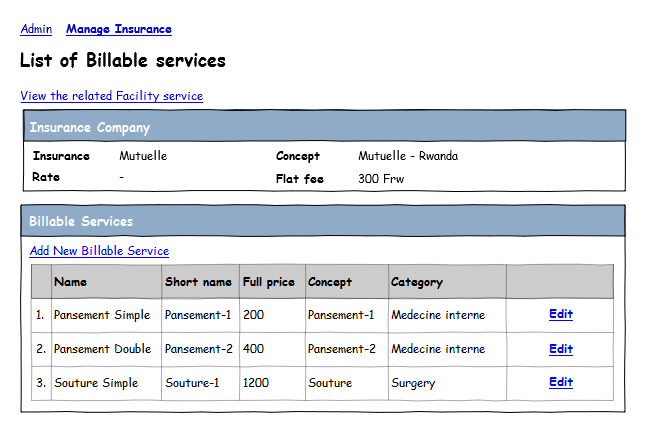 Admin Manage Insurance
List of Billable services
View the related Facility service
Insurance Company
Insurance Mutuelle Concept Mutuelle - Rwanda
Rate - Flat fee 300 Frw
Billable Services
Add New Billable Service
Name Short name Full price Concept Category
1. Pansement Simple Pansement-1 200 Pansement-1 Medecine interne Edit
2. Pansement Double Pansement-2 400 Pansement-2 Medecine interne Edit
3. Souture Simple Souture-1 1200 Souture Surgery Edit